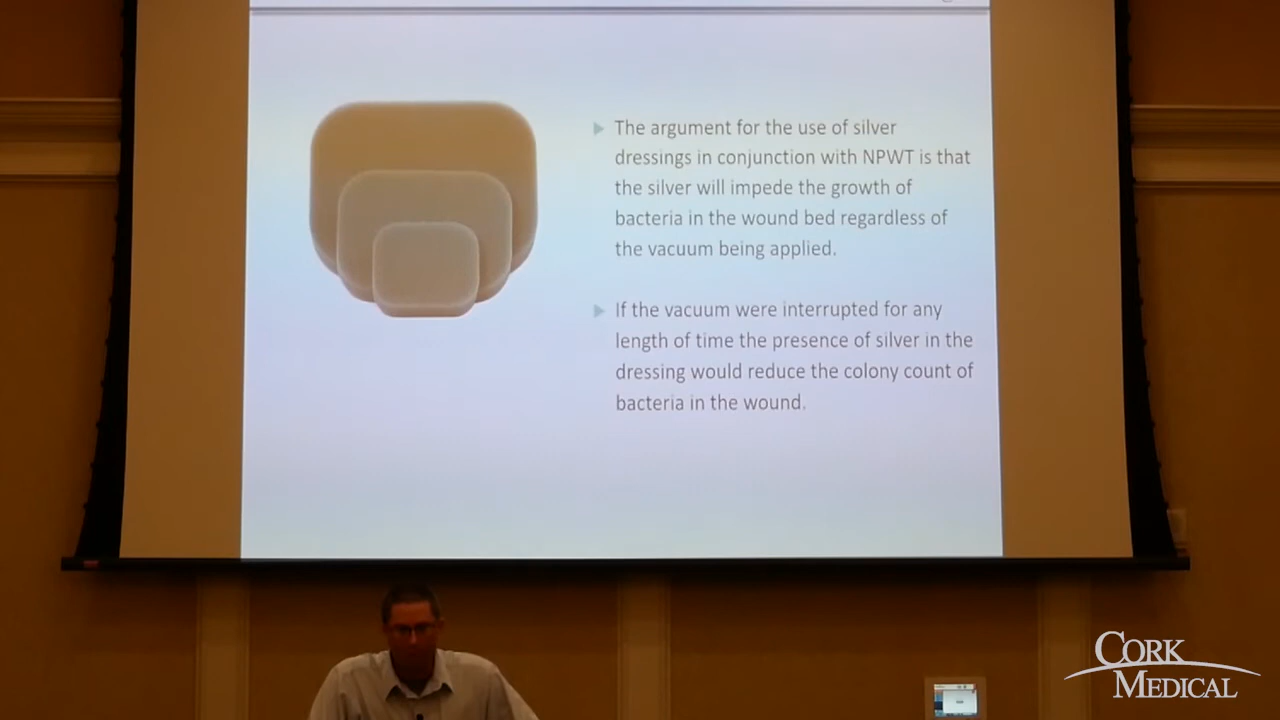 The argument for the use of silver
dressings in conjunction with NPWT is that
the silver will impede the growth of
bacteria in the wound bed regardless of
the vacuum being applied.
If the vacuum were interrupted for any
length of time the presence of silver in the
dressing would reduce the colony count of
bacteria in the wound.
CORK
MEDICAL